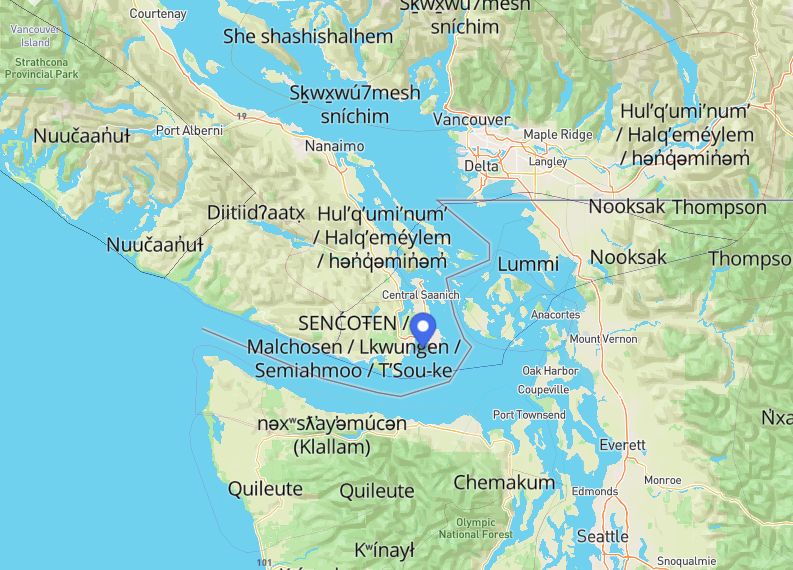 Courtenay
Sḵwx̱wú7mesh
sníchim
She shashishalhem
Vancouver
Island
Strathcona
Provincial Park
Sḵwx̱wú7mesh
sníchim
Hul’q’umi’num’
/ Halq’eméylem
/ hən̓q̓əmin̓əm̓
19
Vancouver
Nuučaan̓uł
Port Alberni
Maple Ridge
Nanaimo
Delta
Langley
Diitiidʔaatx̣
Hul’q’umi’num’
/ Halq’eméylem
/ hən̓q̓əmin̓əm̓
Nooksak
Thompson
Nuučaan̓uł
Lummi
Nooksak
Thompso
Central Saanich
SENĆOŦEN /
Malchosen / Lkwungen /
Semiahmoo / T’Sou-ke
Anacortes
Mount Vernon
Oak Harbor
Coupeville
Port Townsend
nəxʷsƛ̕ay̓əmúcən
(Klallam)
N̓xa
Everett
Quileute
Quileute
Chemakum
Edmonds
Monroe
Olympic
National Forest
Seattle
Kʷínaył
Snoqualmie
101